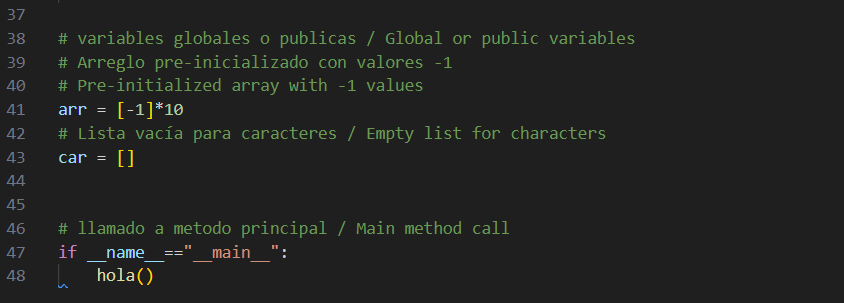 37
38 # variables globales o publicas / Global or public variables
39 # Arreglo pre-inicializado con valores -1
40 # Pre-initialized array with -1 values
41 arr = [-1]*10
42 # Lista vacía para caracteres / Empty list for characters
43 car = []
44
45
46 # llamado a metodo principal / Main method call
47 if __name__=="__main__":
48     hola()